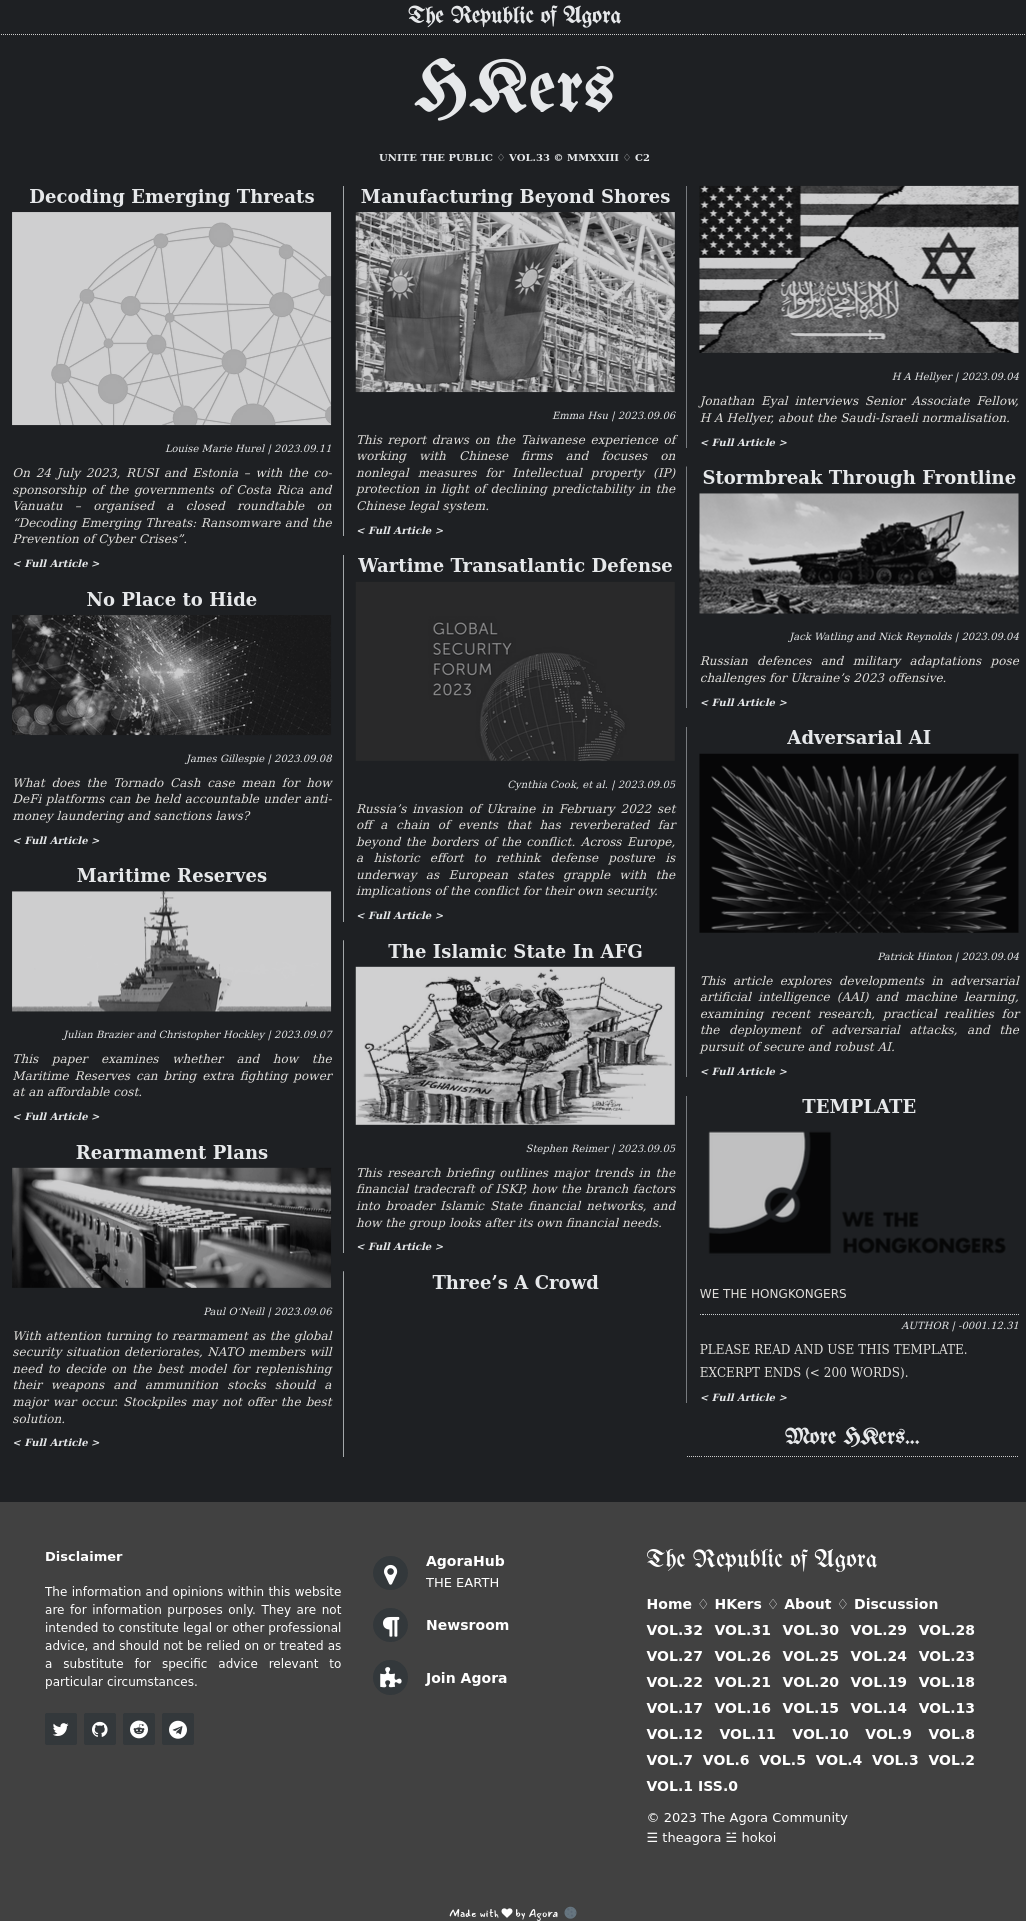 The Republic of Agora
HKers
UNITE THE PUBLIC ♢ VOL.33 © MMXXIII ♢ C2
Decoding Emerging Threats
Louise Marie Hurel | 2023.09.11
On 24 July 2023, RUSI and Estonia – with the co-
sponsorship of the governments of Costa Rica and
Vanuatu – organised a closed roundtable on
“Decoding Emerging Threats: Ransomware and the
Prevention of Cyber Crises”.
< Full Article >
No Place to Hide
James Gillespie | 2023.09.08
What does the Tornado Cash case mean for how
DeFi platforms can be held accountable under anti-
money laundering and sanctions laws?
< Full Article >
Maritime Reserves
Julian Brazier and Christopher Hockley | 2023.09.07
This paper examines whether and how the
Maritime Reserves can bring extra fighting power
at an affordable cost.
< Full Article >
Rearmament Plans
Paul O’Neill | 2023.09.06
With attention turning to rearmament as the global
security situation deteriorates, NATO members will
need to decide on the best model for replenishing
their weapons and ammunition stocks should a
major war occur. Stockpiles may not offer the best
solution.
< Full Article >
Manufacturing Beyond Shores
Emma Hsu | 2023.09.06
This report draws on the Taiwanese experience of
working with Chinese firms and focuses on
nonlegal measures for Intellectual property (IP)
protection in light of declining predictability in the
Chinese legal system.
< Full Article >
Wartime Transatlantic Defense
GLOBAL
SECURITY
FORUM
2023
Cynthia Cook, et al. | 2023.09.05
Russia’s invasion of Ukraine in February 2022 set
off a chain of events that has reverberated far
beyond the borders of the conflict. Across Europe,
a historic effort to rethink defense posture is
underway as European states grapple with the
implications of the conflict for their own security.
< Full Article >
The Islamic State In AFG
ISIS
TALIBAN
AFGHANISTAN
Stephen Reimer | 2023.09.05
This research briefing outlines major trends in the
financial tradecraft of ISKP, how the branch factors
into broader Islamic State financial networks, and
how the group looks after its own financial needs.
< Full Article >
Three’s A Crowd
H A Hellyer | 2023.09.04
Jonathan Eyal interviews Senior Associate Fellow,
H A Hellyer, about the Saudi-Israeli normalisation.
< Full Article >
Stormbreak Through Frontline
Jack Watling and Nick Reynolds | 2023.09.04
Russian defences and military adaptations pose
challenges for Ukraine’s 2023 offensive.
< Full Article >
Adversarial AI
Patrick Hinton | 2023.09.04
This article explores developments in adversarial
artificial intelligence (AAI) and machine learning,
examining recent research, practical realities for
the deployment of adversarial attacks, and the
pursuit of secure and robust AI.
< Full Article >
TEMPLATE
WE THE
HONGKONGERS
WE THE HONGKONGERS
AUTHOR | -0001.12.31
PLEASE READ AND USE THIS TEMPLATE.
EXCERPT ENDS (< 200 WORDS).
< Full Article >
More HKers...
Disclaimer
The information and opinions within this website
are for information purposes only. They are not
intended to constitute legal or other professional
advice, and should not be relied on or treated as
a substitute for specific advice relevant to
particular circumstances.
AgoraHub
THE EARTH
Newsroom
Join Agora
The Republic of Agora
Home ♢ HKers ♢ About ♢ Discussion
VOL.32 VOL.31 VOL.30 VOL.29 VOL.28
VOL.27 VOL.26 VOL.25 VOL.24 VOL.23
VOL.22 VOL.21 VOL.20 VOL.19 VOL.18
VOL.17 VOL.16 VOL.15 VOL.14 VOL.13
VOL.12 VOL.11 VOL.10 VOL.9 VOL.8
VOL.7 VOL.6 VOL.5 VOL.4 VOL.3 VOL.2
VOL.1 ISS.0
© 2023 The Agora Community
☰ theagora ☱ hokoi
Made with ♥ by Agora